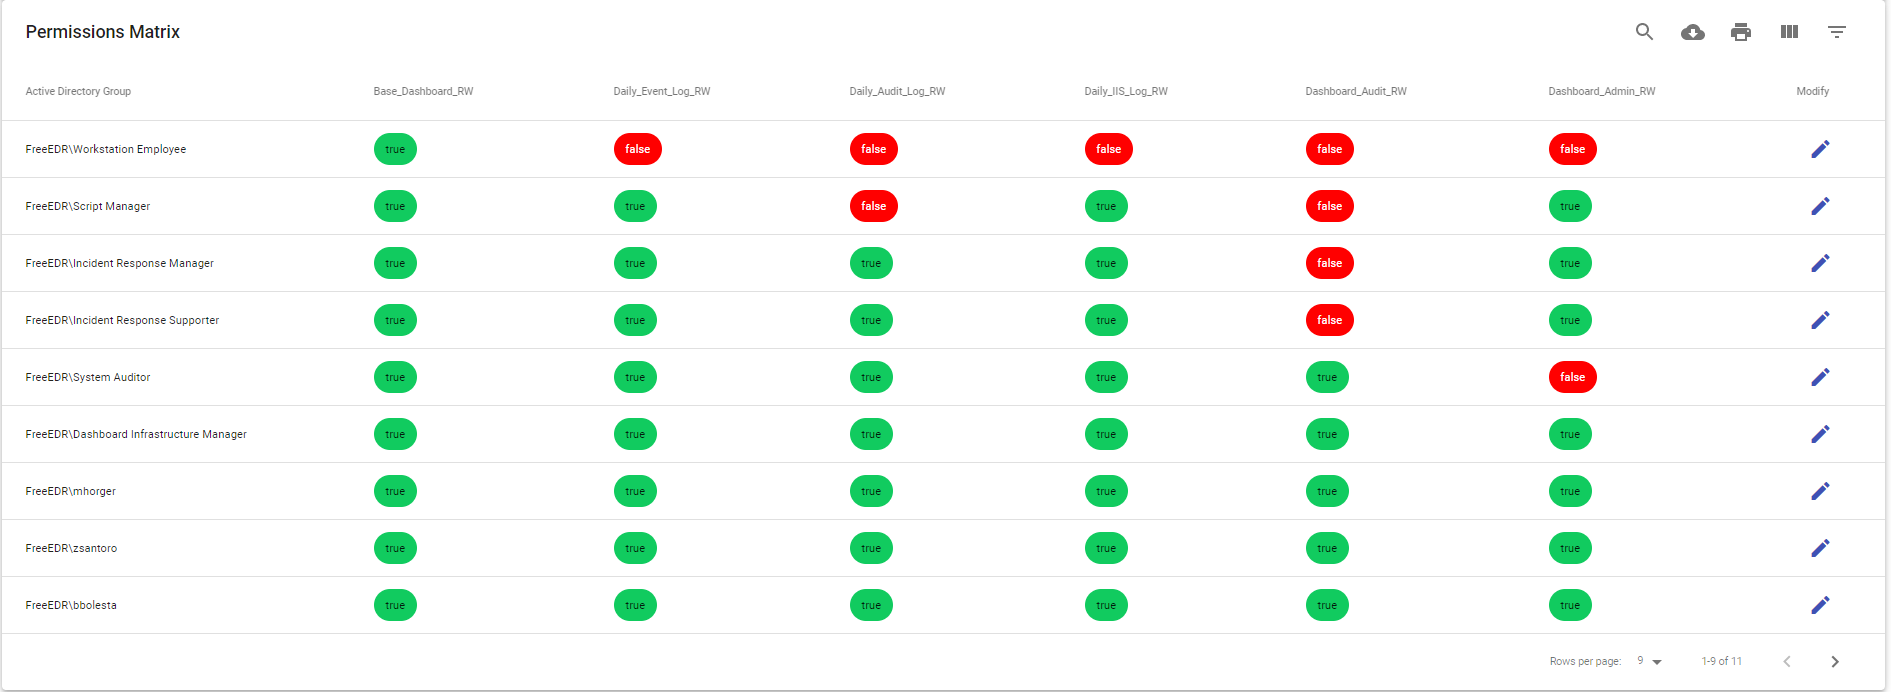 Permissions Matrix
Active Directory Group Base_Dashboard_RW Daily_Event_Log_RW Daily_Audit_Log_RW Daily_IIS_Log_RW Dashboard_Audit_RW Dashboard_Admin_RW Modify
FreeEDR\Workstation Employee true false false false false false
FreeEDR\Script Manager true true false true false true
FreeEDR\Incident Response Manager true true true true false true
FreeEDR\Incident Response Supporter true true true true false true
FreeEDR\System Auditor true true true true true false
FreeEDR\Dashboard Infrastructure Manager true true true true true true
FreeEDR\mhorger true true true true true true
FreeEDR\zsantoro true true true true true true
FreeEDR\bbolesta true true true true true true
Rows per page: 9 1-9 of 11